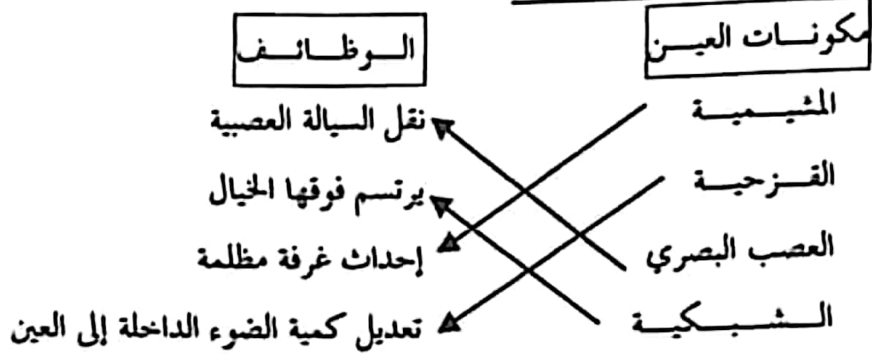 مكونات العين
الوظائف
المشيمية
نقل السيالة العصبية
القزحية
يرتسم فوقها الخيال
العصب البصري
إحداث غرفة مظلمة
الشبكية
تعديل كمية الضوء الداخلة إلى العين